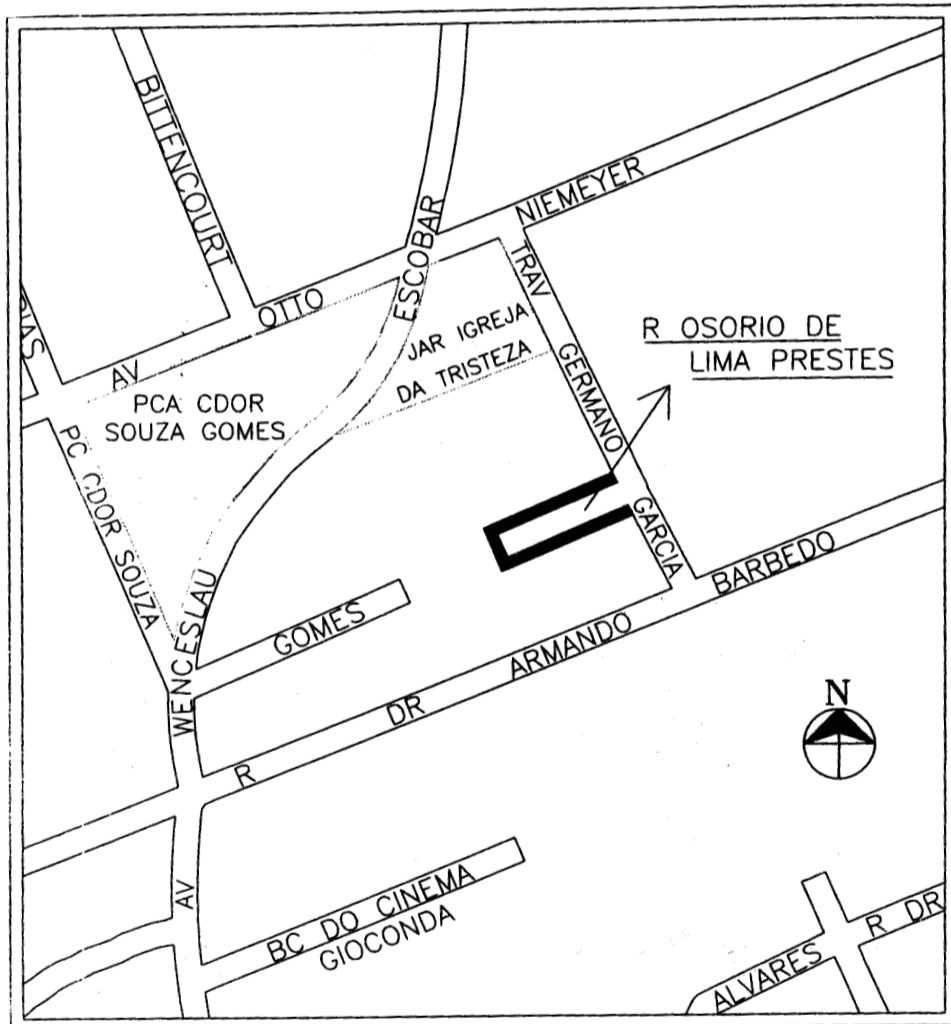 BITTENCOURT
ESCOBAR
NIEMEYER
OTTO
AV
TRAV
GERMANO
GARCIA
JAR IGREJA
DA TRISTEZA
R OSORIO DE
LIMA PRESTES
PCA CDOR
SOUZA GOMES
PC CDOR SOUZA
WENCESLAU
GOMES
BARBEDO
ARMANDO
DR
R
N
AV
BC DO CINEMA
GIOCONDA
ALVARES
R DR